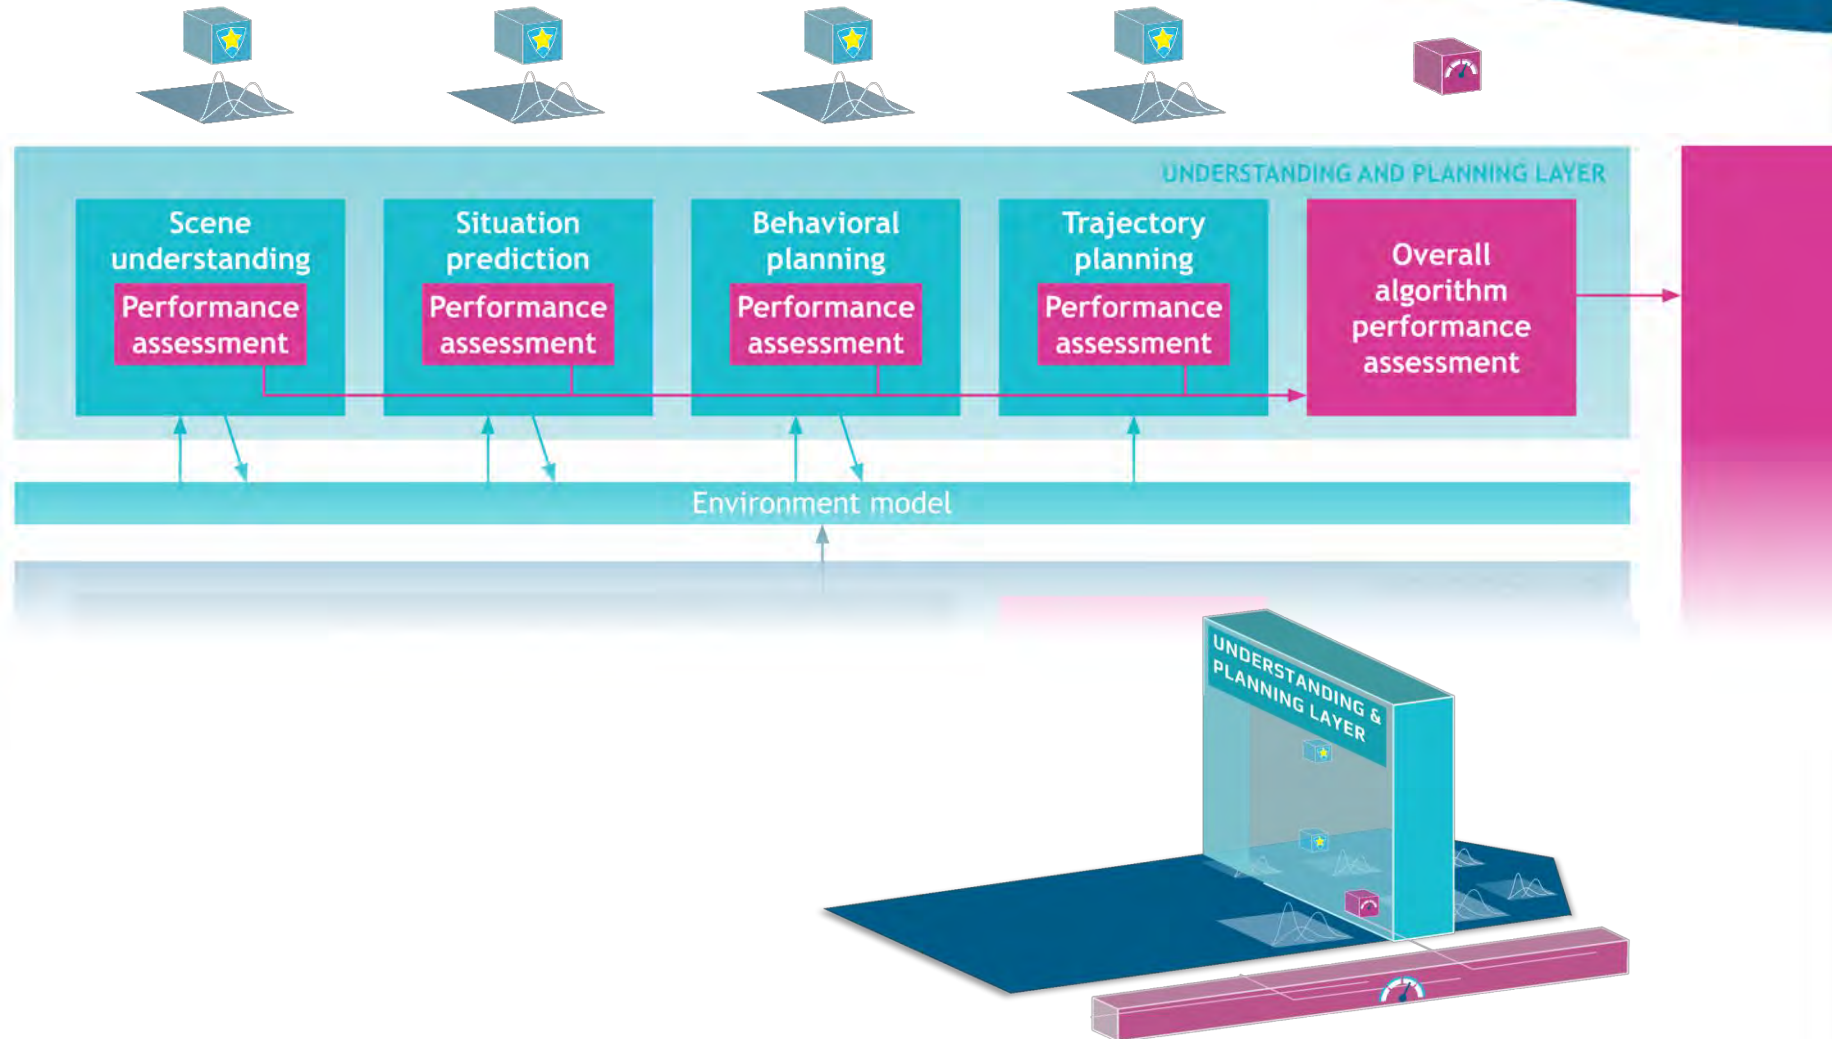 UNDERSTANDING AND PLANNING LAYER
Scene
understanding
Performance
assessment
Situation
prediction
Performance
assessment
Behavioral
planning
Performance
assessment
Trajectory
planning
Performance
assessment
Overall
algorithm
performance
assessment
Environment model
UNDERSTANDING &
PLANNING LAYER